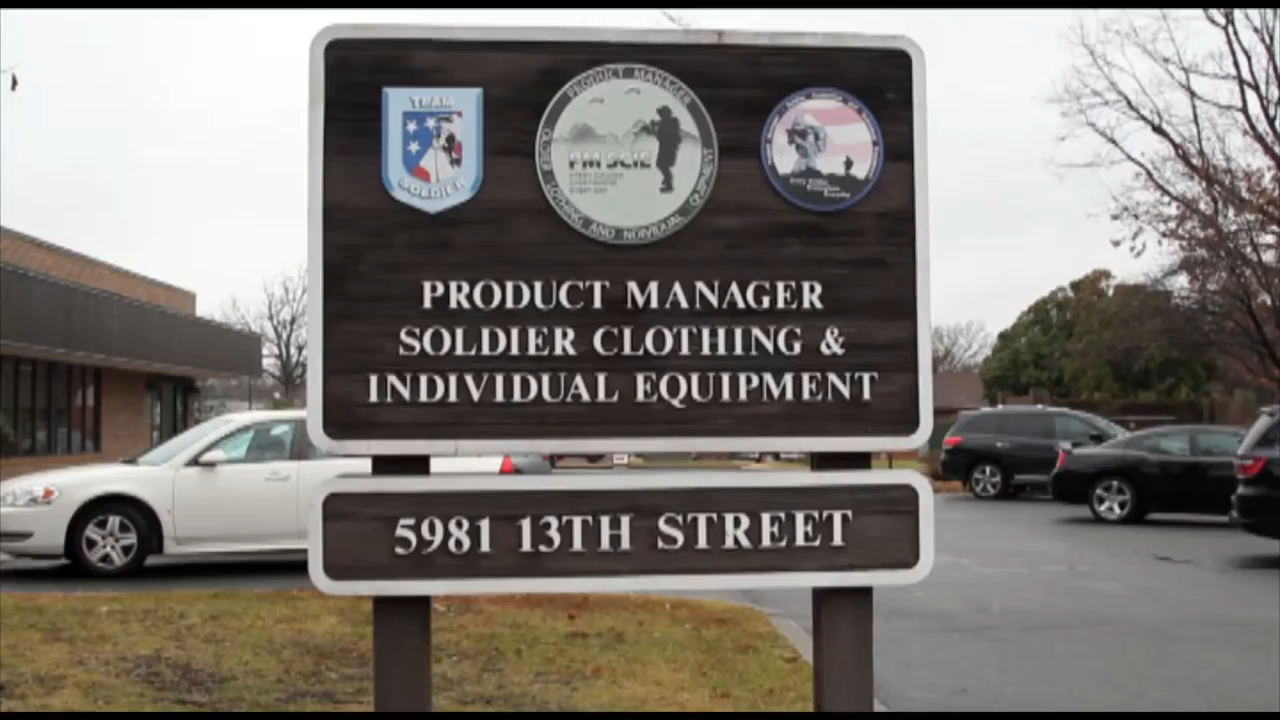 TEAM
SOLDIER
PRODUCT MANAGER
PM SCIE
SOLDIER CLOTHING AND INDIVIDUAL EQUIPMENT
PRODUCT MANAGER
SOLDIER CLOTHING &
INDIVIDUAL EQUIPMENT
5981 13TH STREET